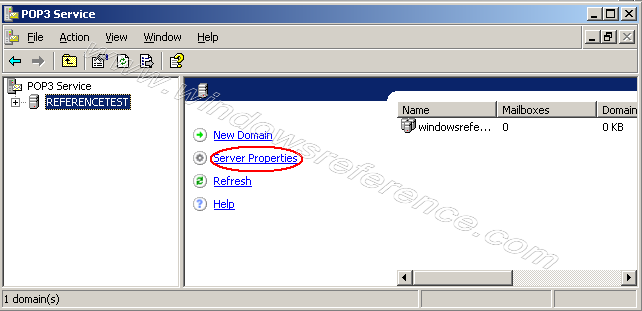 POP3 Service
File Action View Window Help
POP3 Service
REFERENCETEST
New Domain
Server Properties
Refresh
Help
Name Mailboxes Domain
windowsrefe... 0 0 KB
1 domain(s)
www.windowsreference.com